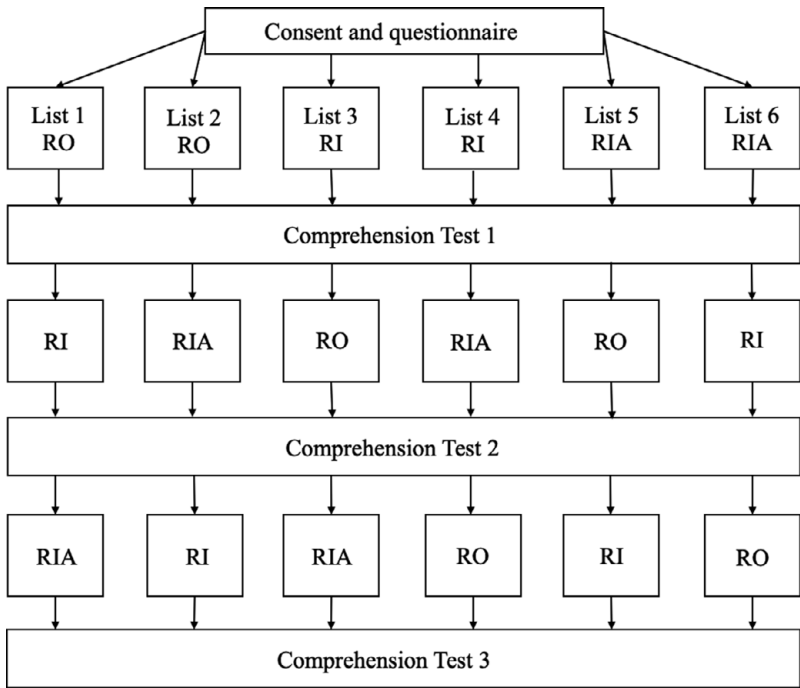 Consent and questionnaire
List 1
RO
List 2
RO
List 3
RI
List 4
RI
List 5
RIA
List 6
RIA
Comprehension Test 1
RI
RIA
RO
RIA
RO
RI
Comprehension Test 2
RIA
RI
RIA
RO
RI
RO
Comprehension Test 3